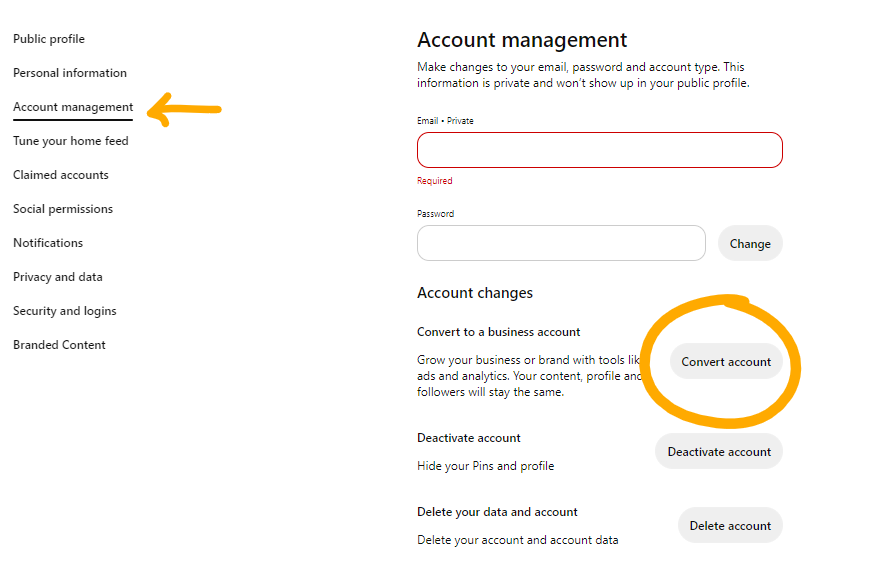 Public profile
Personal information
Account management
Tune your home feed
Claimed accounts
Social permissions
Notifications
Privacy and data
Security and logins
Branded Content
Account management
Make changes to your email, password and account type. This
information is private and won't show up in your public profile.
Email • Private
Required
Password
Change
Account changes
Convert to a business account
Grow your business or brand with tools
ads and analytics. Your content, profile and
followers will stay the same.
Convert account
Deactivate account
Hide your Pins and profile
Deactivate account
Delete your data and account
Delete your account and account data
Delete account